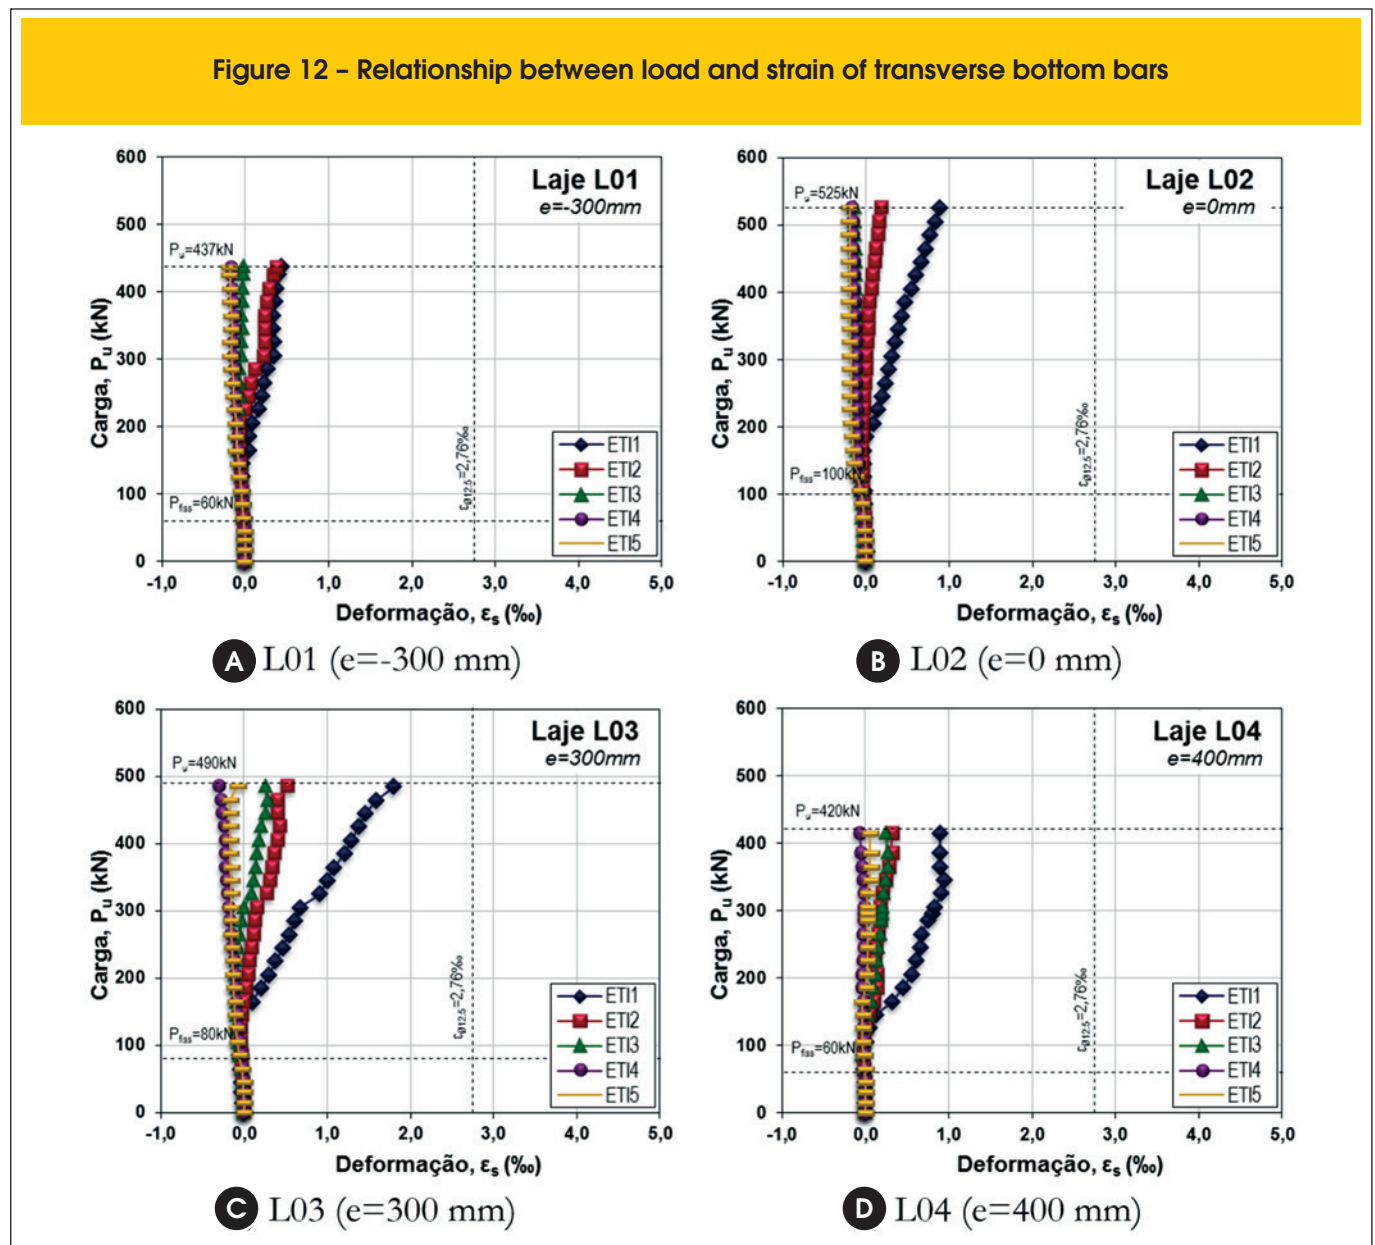 Figure 12 – Relationship between load and strain of transverse bottom bars
Laje L01
e=-300mm
Pu=437kN
Pfiss=60kN
εø12.5=2,76‰
Carga, Pu (kN)
600
500
400
300
200
100
0
-1,0 0,0 1,0 2,0 3,0 4,0 5,0
Deformação, εs (‰)
ETI1
ETI2
ETI3
ETI4
ETI5
A L01 (e=-300 mm)
Laje L02
e=0mm
Pu=525kN
Pfiss=100kN
εø12.5=2,76‰
Carga, Pu (kN)
600
500
400
300
200
100
0
-1,0 0,0 1,0 2,0 3,0 4,0 5,0
Deformação, εs (‰)
ETI1
ETI2
ETI3
ETI4
ETI5
B L02 (e=0 mm)
Laje L03
e=300mm
Pu=490kN
Pfiss=80kN
εø12.5=2,76‰
Carga, Pu (kN)
600
500
400
300
200
100
0
-1,0 0,0 1,0 2,0 3,0 4,0 5,0
Deformação, εs (‰)
ETI1
ETI2
ETI3
ETI4
ETI5
C L03 (e=300 mm)
Laje L04
e=400mm
Pu=420kN
Pfiss=60kN
εø12.5=2,76‰
Carga, Pu (kN)
600
500
400
300
200
100
0
-1,0 0,0 1,0 2,0 3,0 4,0 5,0
Deformação, εs (‰)
ETI1
ETI2
ETI3
ETI4
ETI5
D L04 (e=400 mm)